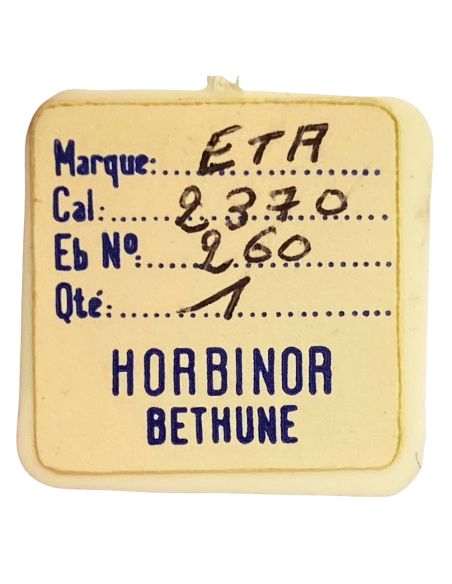 Marque: ETA
Cal: 2370
Eb Nº: 260
Qté: 1
HORBINOR
BETHUNE